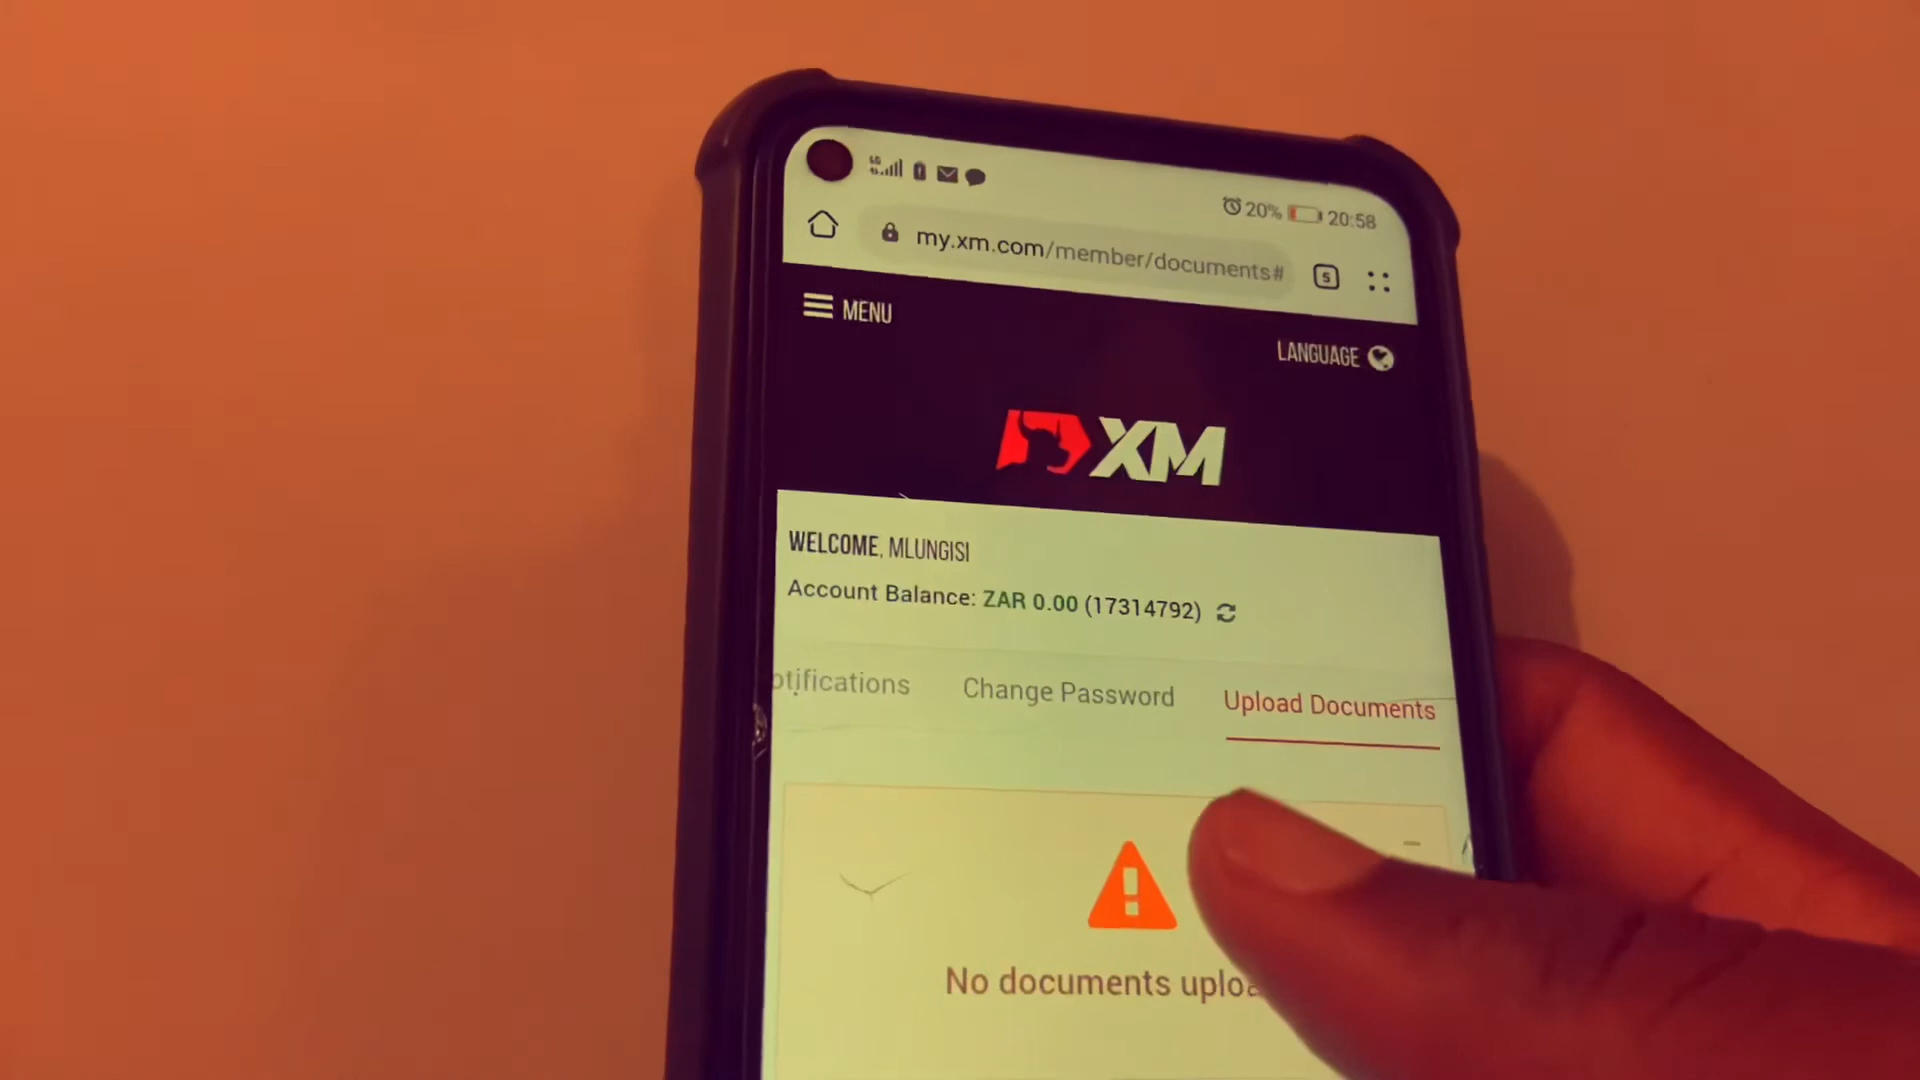 20% 20:58
my.xm.com/member/documents#
5
MENU
LANGUAGE
XM
WELCOME, MLUNGISI
Account Balance: ZAR 0.00 (17314792)
otifications Change Password Upload Documents
No documents uploa